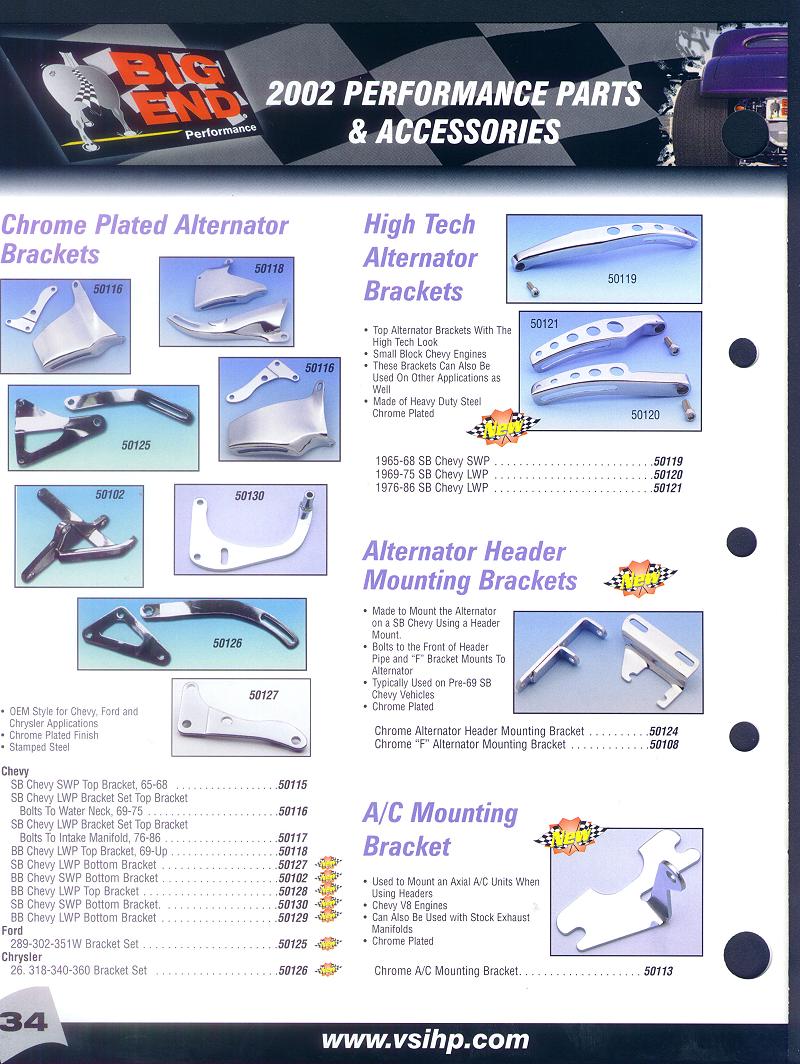 BIG
END
Performance
2002 PERFORMANCE PARTS
& ACCESSORIES
Chrome Plated Alternator
Brackets
50116
50118
50116
50125
50102
50130
50126
50127
• OEM Style for Chevy, Ford and
Chrysler Applications
• Chrome Plated Finish
• Stamped Steel
Chevy
SB Chevy SWP Top Bracket, 65-68 . . . . . . . . . . . . . . . . .50115
SB Chevy LWP Bracket Set Top Bracket
Bolts To Water Neck, 69-75 . . . . . . . . . . . . . . . . . . . . . .50116
SB Chevy LWP Bracket Set Top Bracket
Bolts To Intake Manifold, 76-86 . . . . . . . . . . . . . . . . . . .50117
BB Chevy LWP Top Bracket, 69-Up . . . . . . . . . . . . . . . . . .50118
SB Chevy LWP Bottom Bracket . . . . . . . . . . . . . . . . . . .50127 New
BB Chevy SWP Bottom Bracket . . . . . . . . . . . . . . . . . . .50102 New
BB Chevy LWP Top Bracket . . . . . . . . . . . . . . . . . . . . . .50128 New
SB Chevy SWP Bottom Bracket. . . . . . . . . . . . . . . . . . . .50130 New
BB Chevy LWP Bottom Bracket . . . . . . . . . . . . . . . . . . .50129 New
Ford
289-302-351W Bracket Set . . . . . . . . . . . . . . . . . . . . . .50125 New
Chrysler
26. 318-340-360 Bracket Set . . . . . . . . . . . . . . . . . . . . .50126 New
High Tech
Alternator
Brackets
50119
50121
50120
• Top Alternator Brackets With The
High Tech Look
• Small Block Chevy Engines
• These Brackets Can Also Be
Used On Other Applications as
Well
• Made of Heavy Duty Steel
Chrome Plated
New
1965-68 SB Chevy SWP . . . . . . . . . . . . . . . . . . . . . . . . . .50119
1969-75 SB Chevy LWP . . . . . . . . . . . . . . . . . . . . . . . . . .50120
1976-86 SB Chevy LWP . . . . . . . . . . . . . . . . . . . . . . . . . .50121
Alternator Header
Mounting Brackets
New
• Made to Mount the Alternator
on a SB Chevy Using a Header
Mount.
• Bolts to the Front of Header
Pipe and “F” Bracket Mounts To
Alternator
• Typically Used on Pre-69 SB
Chevy Vehicles
• Chrome Plated
Chrome Alternator Header Mounting Bracket . . . . . . . . . .50124
Chrome “F” Alternator Mounting Bracket . . . . . . . . . . . . .50108
A/C Mounting
Bracket
New
• Used to Mount an Axial A/C Units When
Using Headers
• Chevy V8 Engines
• Can Also Be Used with Stock Exhaust
Manifolds
• Chrome Plated
Chrome A/C Mounting Bracket. . . . . . . . . . . . . . . . . . . .50113
34
www.vsihp.com